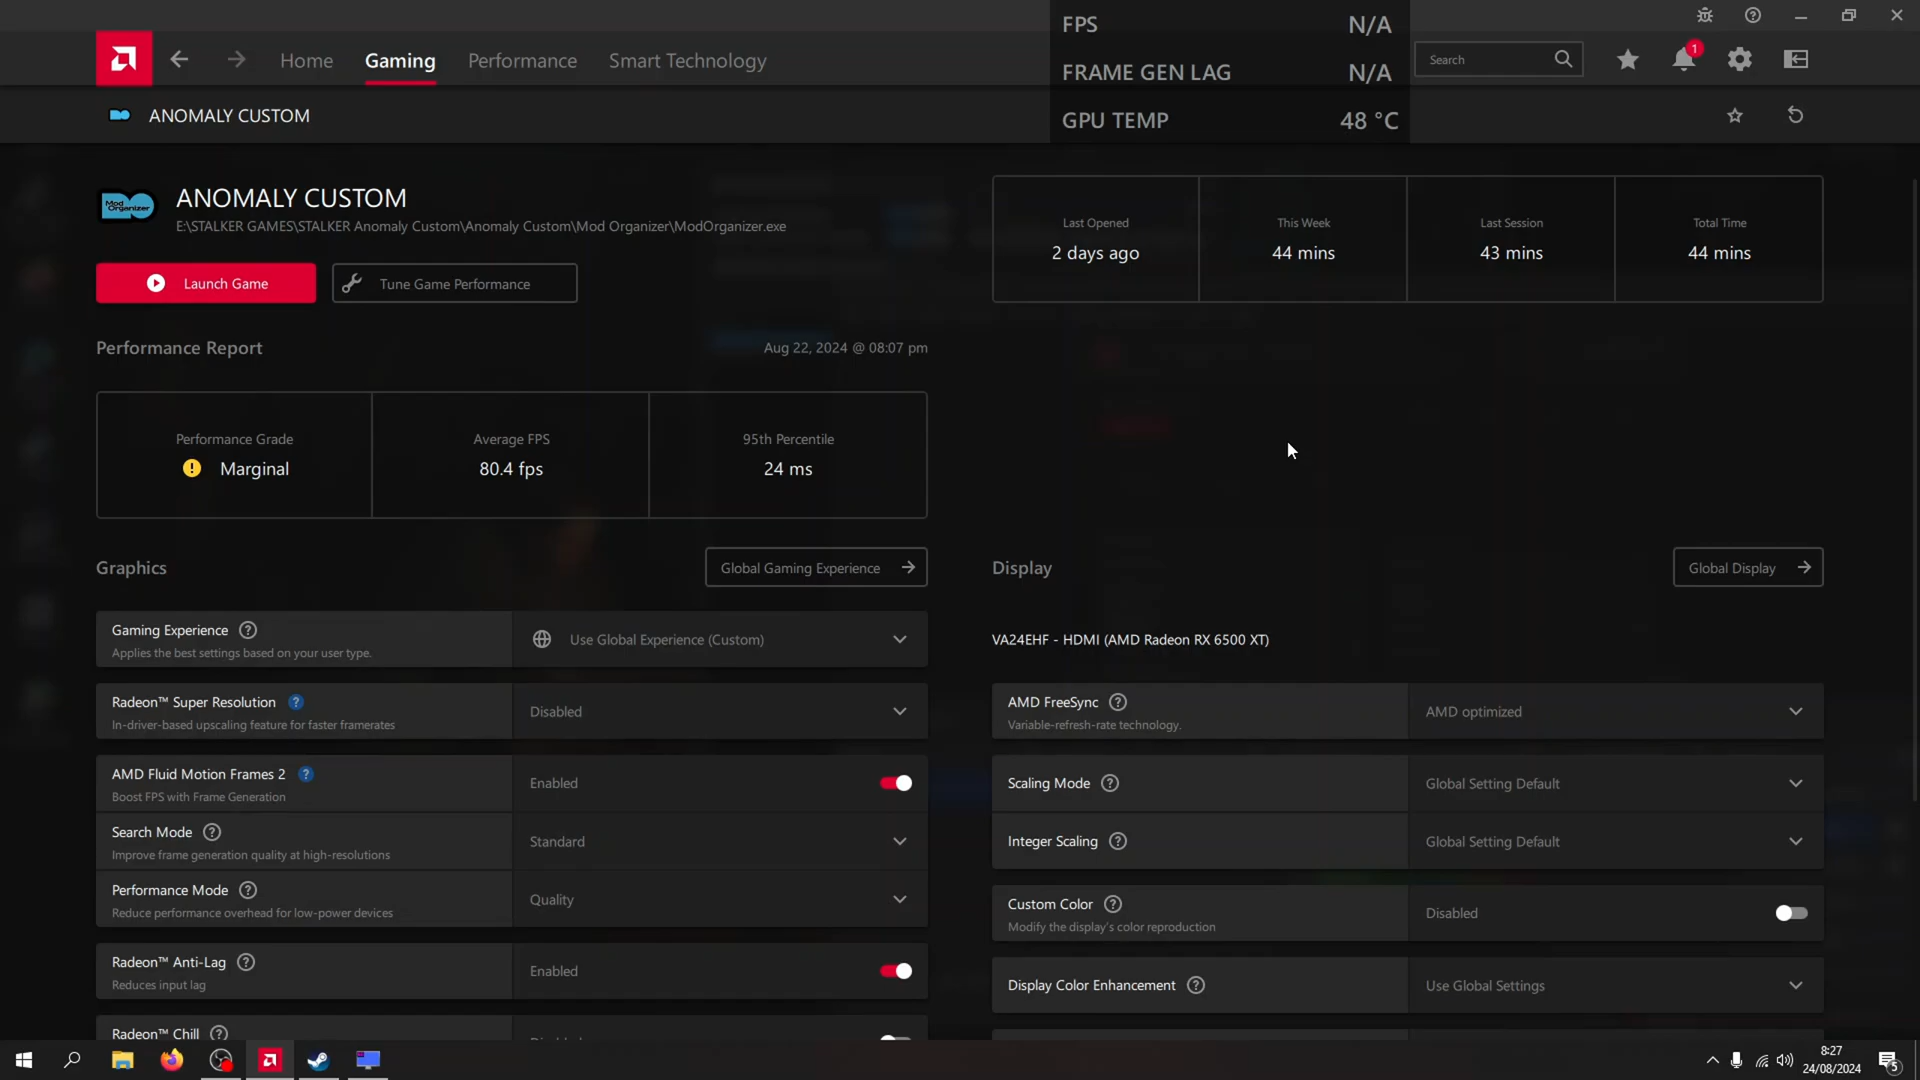 FPS N/A
Home Gaming Performance Smart Technology
FRAME GEN LAG N/A
Search
1
ANOMALY CUSTOM
GPU TEMP 48 °C
Mod Organizer
ANOMALY CUSTOM
E:\STALKER GAMES\STALKER Anomaly Custom\Anomaly Custom\Mod Organizer\ModOrganizer.exe
Last Opened This Week Last Session Total Time
2 days ago 44 mins 43 mins 44 mins
Launch Game Tune Game Performance
Performance Report Aug 22, 2024 @ 08:07 pm
Performance Grade Average FPS 95th Percentile
Marginal 80.4 fps 24 ms
Graphics Global Gaming Experience Display Global Display
Gaming Experience
Applies the best settings based on your user type.
Use Global Experience (Custom)
VA24EHF - HDMI (AMD Radeon RX 6500 XT)
Radeon™ Super Resolution
In-driver-based upscaling feature for faster framerates
Disabled
AMD FreeSync
Variable-refresh-rate technology.
AMD optimized
AMD Fluid Motion Frames 2
Boost FPS with Frame Generation
Enabled
Scaling Mode Global Setting Default
Search Mode
Improve frame generation quality at high-resolutions
Standard
Integer Scaling Global Setting Default
Performance Mode
Reduce performance overhead for low-power devices
Quality
Custom Color
Modify the display's color reproduction
Disabled
Radeon™ Anti-Lag
Reduces input lag
Enabled
Display Color Enhancement Use Global Settings
Radeon™ Chill
8:27
24/08/2024
5